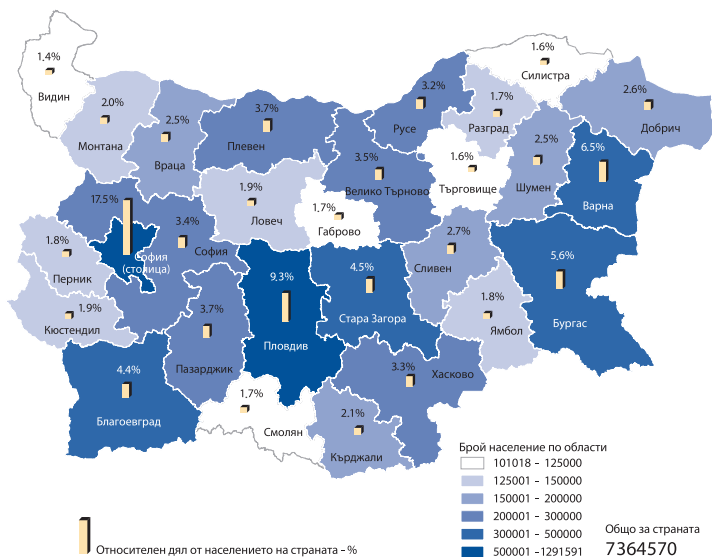 1.4%
Видин
1.6%
Силистра
2.0%
Монтана
2.5%
Враца
3.7%
Плевен
3.2%
Русе
1.7%
Разград
2.6%
Добрич
3.5%
Велико Търново
1.6%
Търговище
2.5%
Шумен
6.5%
Варна
17.5%
София
(столица)
3.4%
София
1.9%
Ловеч
1,7%
Габрово
1.8%
Перник
2.7%
Сливен
1.9%
Кюстендил
3.7%
Пазарджик
9,3%
Пловдив
4.5%
Стара Загора
1.8%
Ямбол
5,6%
Бургас
4,4%
Благоевград
1,7%
Смолян
3.3%
Хасково
2.1%
Кърджали
Брой население по области
101018 – 125000
125001 – 150000
150001 – 200000
200001 – 300000
300001 – 500000
500001 –1291591
Общо за страната
7364570
Относителен дял от населението на страната - %